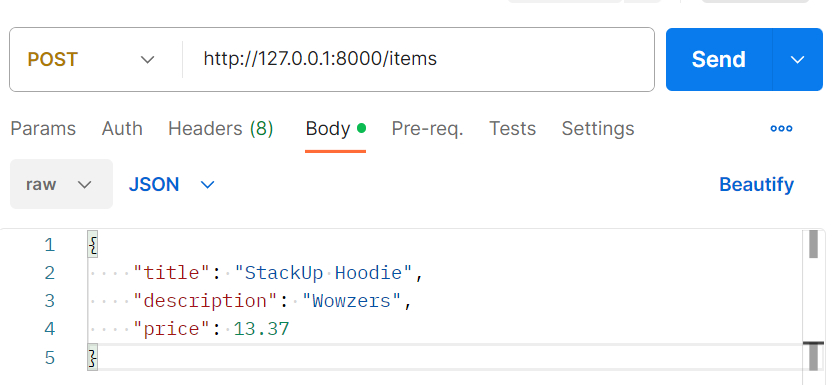 POST http://127.0.0.1:8000/items Send
Params Auth Headers (8) Body Pre-req. Tests Settings
raw JSON Beautify
1 {
2 "title": "StackUp Hoodie",
3 "description": "Wowzers",
4 "price": 13.37
5 }